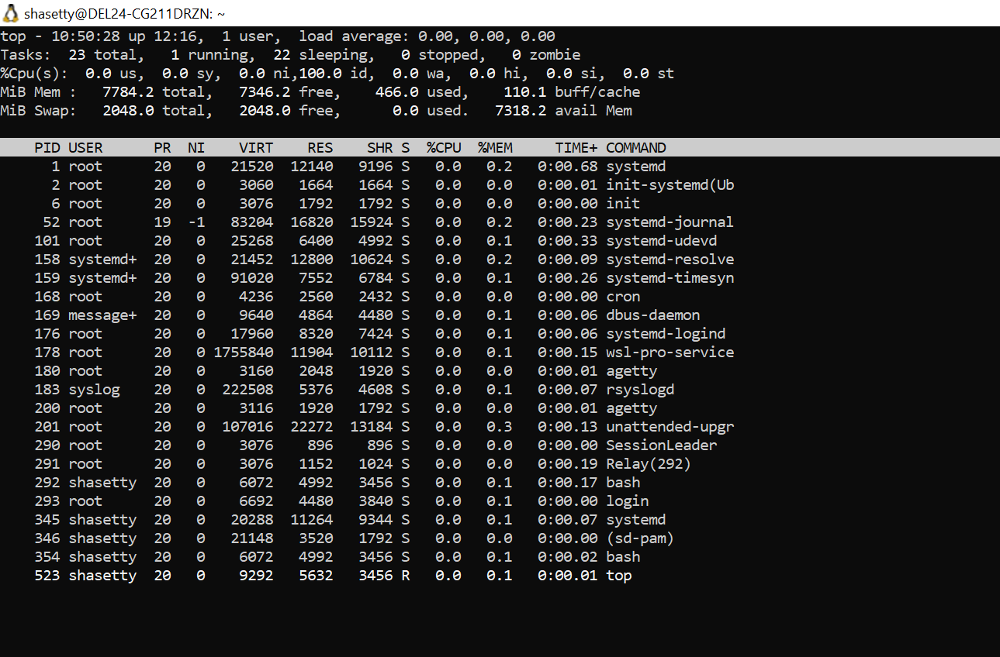 shasetty@DEL24-CG211DRZN: ~
top - 10:50:28 up 12:16,  1 user,  load average: 0.00, 0.00, 0.00
Tasks:  23 total,   1 running,  22 sleeping,   0 stopped,   0 zombie
%Cpu(s):  0.0 us,  0.0 sy,  0.0 ni,100.0 id,  0.0 wa,  0.0 hi,  0.0 si,  0.0 st
MiB Mem :   7784.2 total,   7346.2 free,    466.0 used,    110.1 buff/cache
MiB Swap:   2048.0 total,   2048.0 free,      0.0 used.   7318.2 avail Mem
    PID USER      PR  NI    VIRT    RES    SHR S  %CPU  %MEM     TIME+ COMMAND
      1 root      20   0   21520  12140   9196 S   0.0   0.2   0:00.68 systemd
      2 root      20   0    3060   1664   1664 S   0.0   0.0   0:00.01 init-systemd(Ub
      6 root      20   0    3076   1792   1792 S   0.0   0.0   0:00.00 init
     52 root      19  -1   83204  16820  15924 S   0.0   0.2   0:00.23 systemd-journal
    101 root      20   0   25268   6400   4992 S   0.0   0.1   0:00.33 systemd-udevd
    158 systemd+  20   0   21452  12800  10624 S   0.0   0.2   0:00.09 systemd-resolve
    159 systemd+  20   0   91020   7552   6784 S   0.0   0.1   0:00.26 systemd-timesyn
    168 root      20   0    4236   2560   2432 S   0.0   0.0   0:00.00 cron
    169 message+  20   0    9640   4864   4480 S   0.0   0.1   0:00.06 dbus-daemon
    176 root      20   0   17960   8320   7424 S   0.0   0.1   0:00.06 systemd-logind
    178 root      20   0 1755840  11904  10112 S   0.0   0.1   0:00.15 wsl-pro-service
    180 root      20   0    3160   2048   1920 S   0.0   0.0   0:00.01 agetty
    183 syslog    20   0  222508   5376   4608 S   0.0   0.1   0:00.07 rsyslogd
    200 root      20   0    3116   1920   1792 S   0.0   0.0   0:00.01 agetty
    201 root      20   0  107016  22272  13184 S   0.0   0.3   0:00.13 unattended-upgr
    290 root      20   0    3076    896    896 S   0.0   0.0   0:00.00 SessionLeader
    291 root      20   0    3076   1152   1024 S   0.0   0.0   0:00.19 Relay(292)
    292 shasetty  20   0    6072   4992   3456 S   0.0   0.1   0:00.17 bash
    293 root      20   0    6692   4480   3840 S   0.0   0.1   0:00.00 login
    345 shasetty  20   0   20288  11264   9344 S   0.0   0.1   0:00.07 systemd
    346 shasetty  20   0   21148   3520   1792 S   0.0   0.0   0:00.00 (sd-pam)
    354 shasetty  20   0    6072   4992   3456 S   0.0   0.1   0:00.02 bash
    523 shasetty  20   0    9292   5632   3456 R   0.0   0.1   0:00.01 top